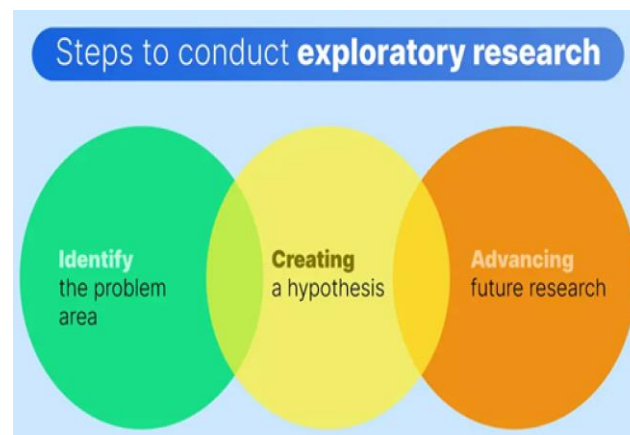 Steps to conduct exploratory research
Identify
the problem
area
Creating
a hypothesis
Advancing
future research